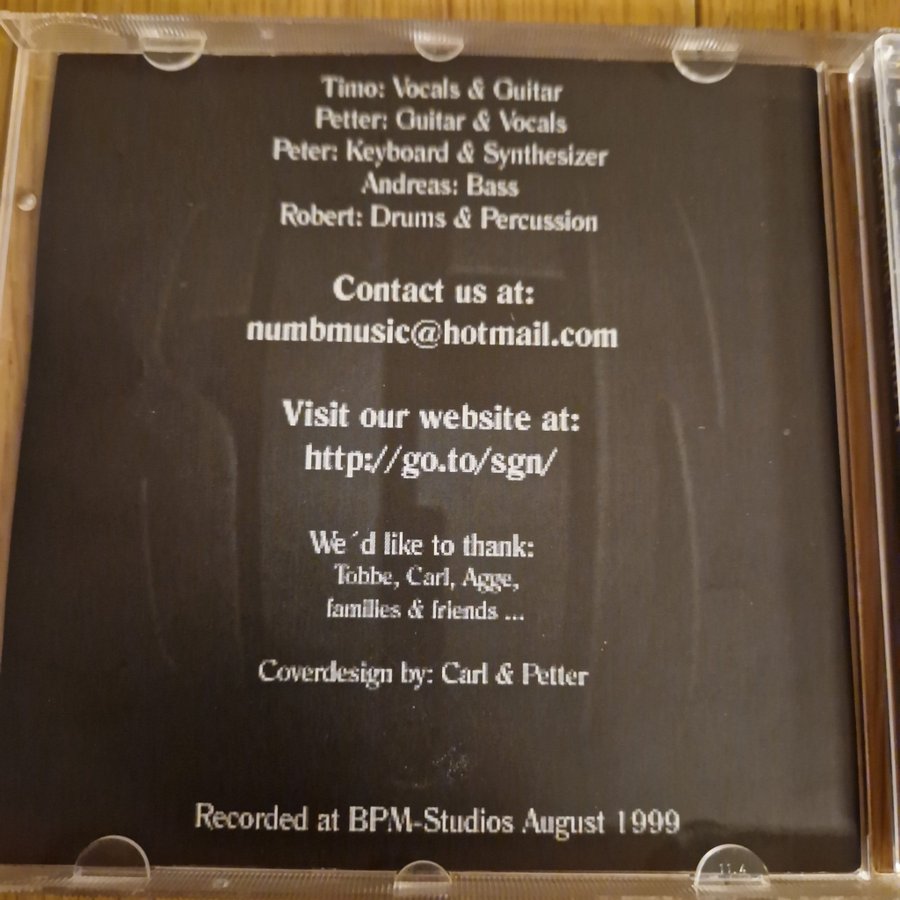 Timo: Vocals & Guitar
Petter: Guitar & Vocals
Peter: Keyboard & Synthesizer
Andreas: Bass
Robert: Drums & Percussion
Contact us at:
numbmusic@hotmail.com
Visit our website at:
http://go.to/sgn/
We´d like to thank:
Tobbe, Carl, Agge,
families & friends ...
Coverdesign by: Carl & Petter
Recorded at BPM-Studios August 1999
11.4